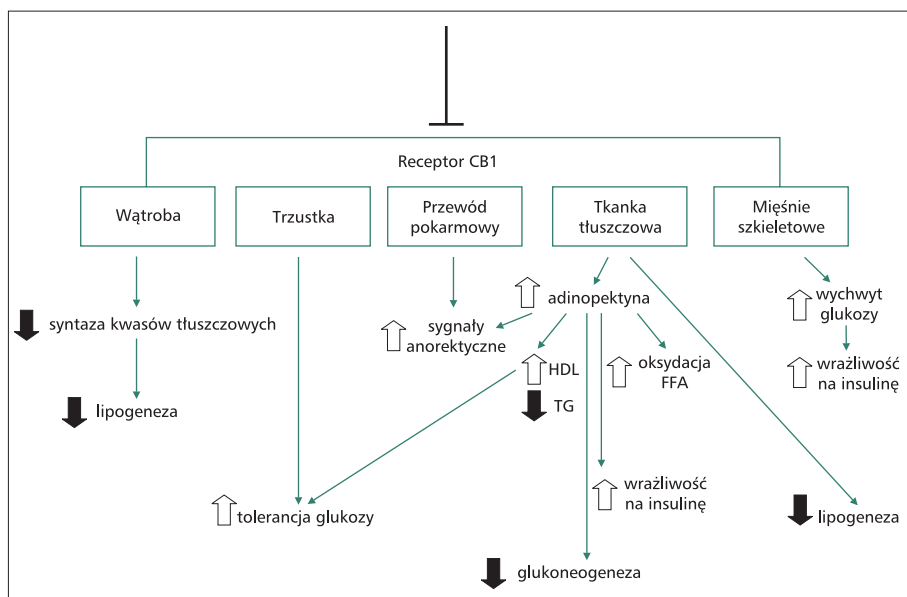 Receptor CB1
Wątroba
Trzustka
Przewód
pokarmowy
Tkanka
tłuszczowa
Mięśnie
szkieletowe
syntaza kwasów tłuszczowych
lipogeneza
sygnały
anorektyczne
adinopektyna
HDL
TG
oksydacja
FFA
wychwyt
glukozy
wrażliwość
na insulinę
tolerancja glukozy
wrażliwość
na insulinę
lipogeneza
glukoneogeneza